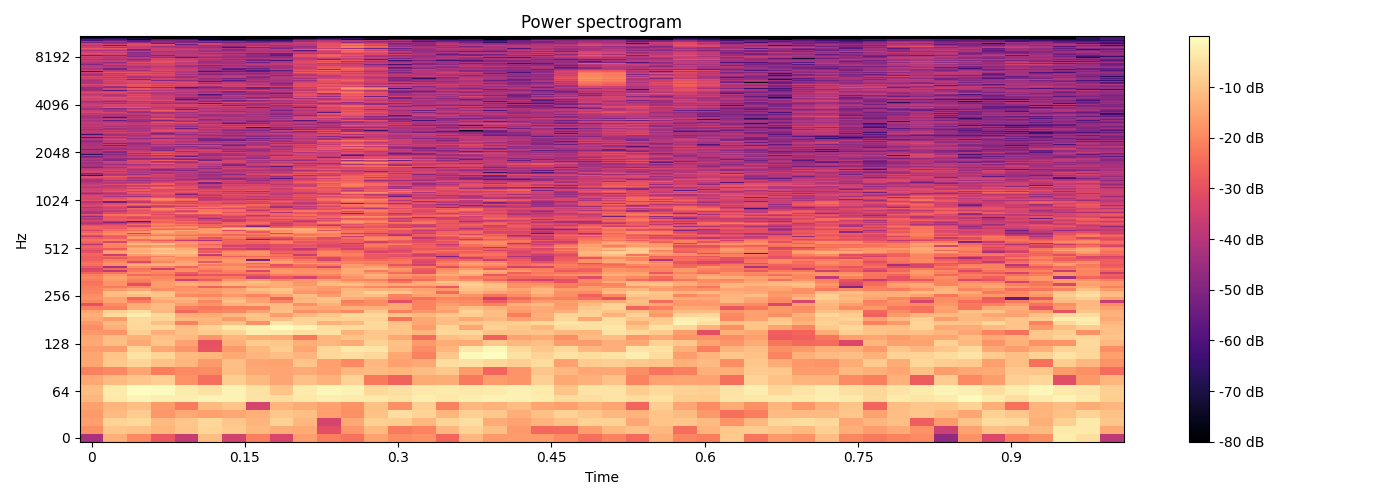 Power spectrogram
Hz
8192
4096
2048
1024
512
256
128
64
0
0 0.15 0.3 0.45 0.6 0.75 0.9
Time
-10 dB
-20 dB
-30 dB
-40 dB
-50 dB
-60 dB
-70 dB
-80 dB